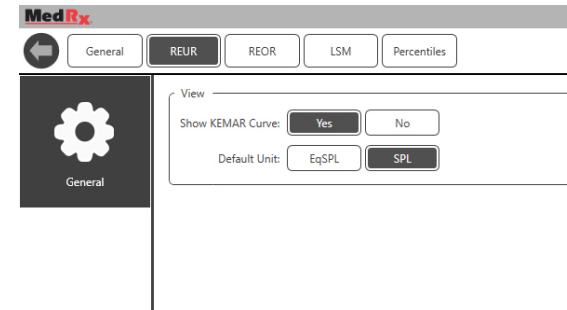 MedRx
General REUR REOR LSM Percentiles
View
Show KEMAR Curve: Yes No
Default Unit: EqSPL SPL
General